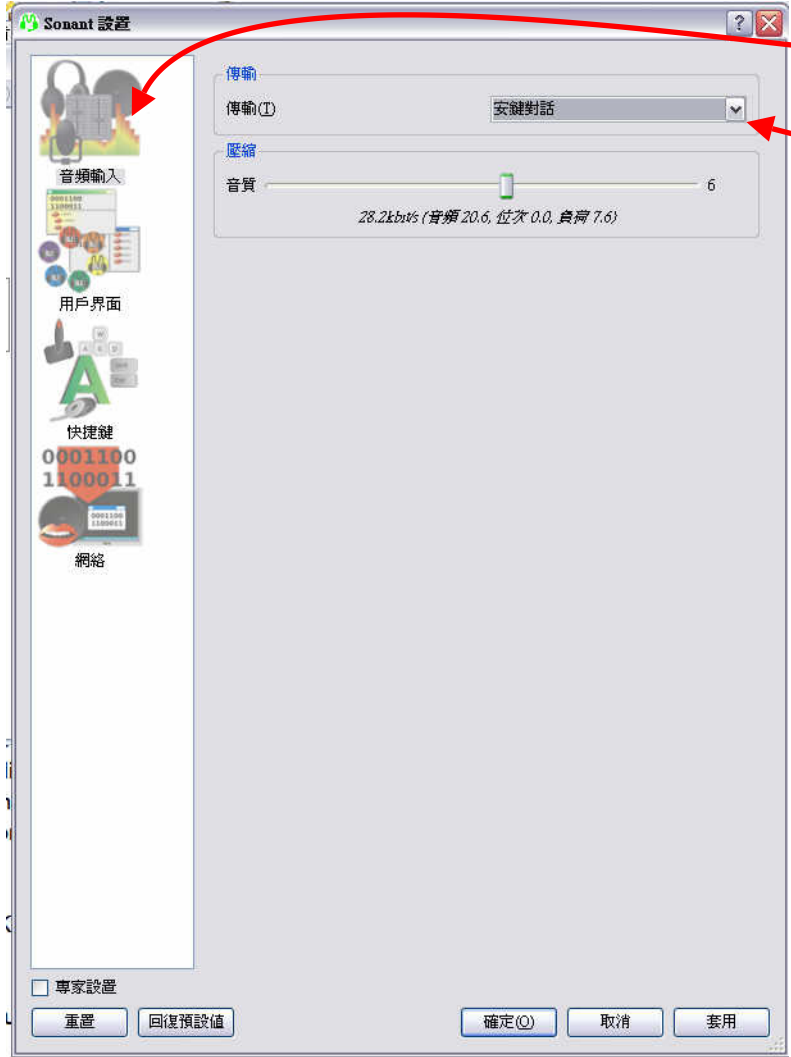 Sonant 設置
傳輸
傳輸(T)
安鍵對話
壓縮
音質
6
28.2kbit/s (音頻 20.6, 位次 0.0, 負荷 7.6)
音頻輸入
用戶界面
快捷鍵
0001100
1100011
網絡
專家設置
重置
回復預設值
確定(O)
取消
套用